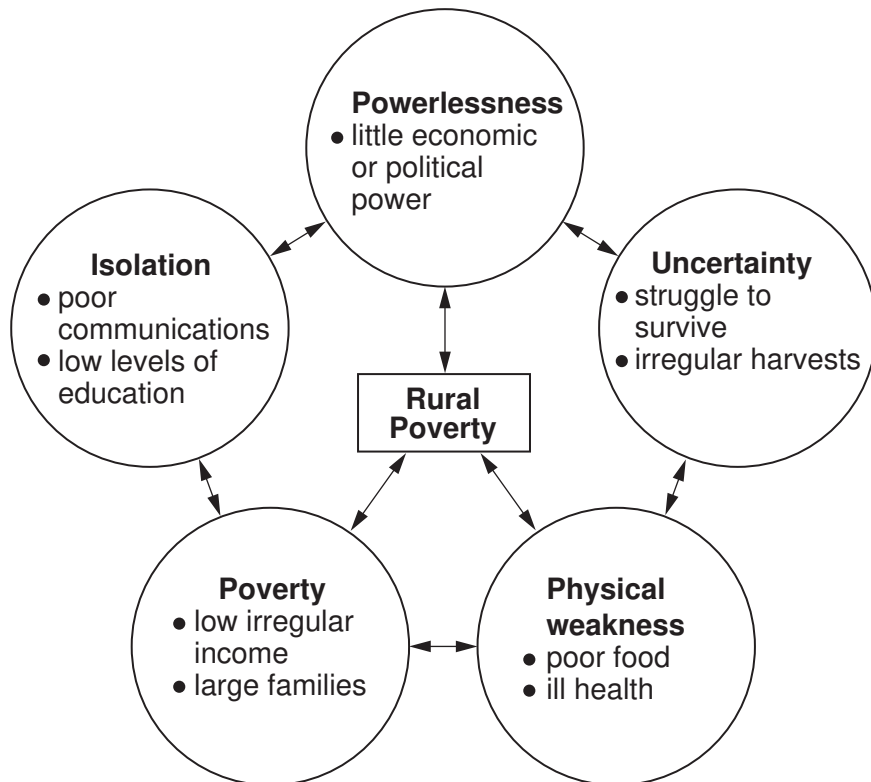 Powerlessness
● little economic
or political
power
Isolation
● poor
communications
● low levels of
education
Uncertainty
● struggle to
survive
● irregular harvests
Rural
Poverty
Poverty
● low irregular
income
● large families
Physical
weakness
● poor food
● ill health